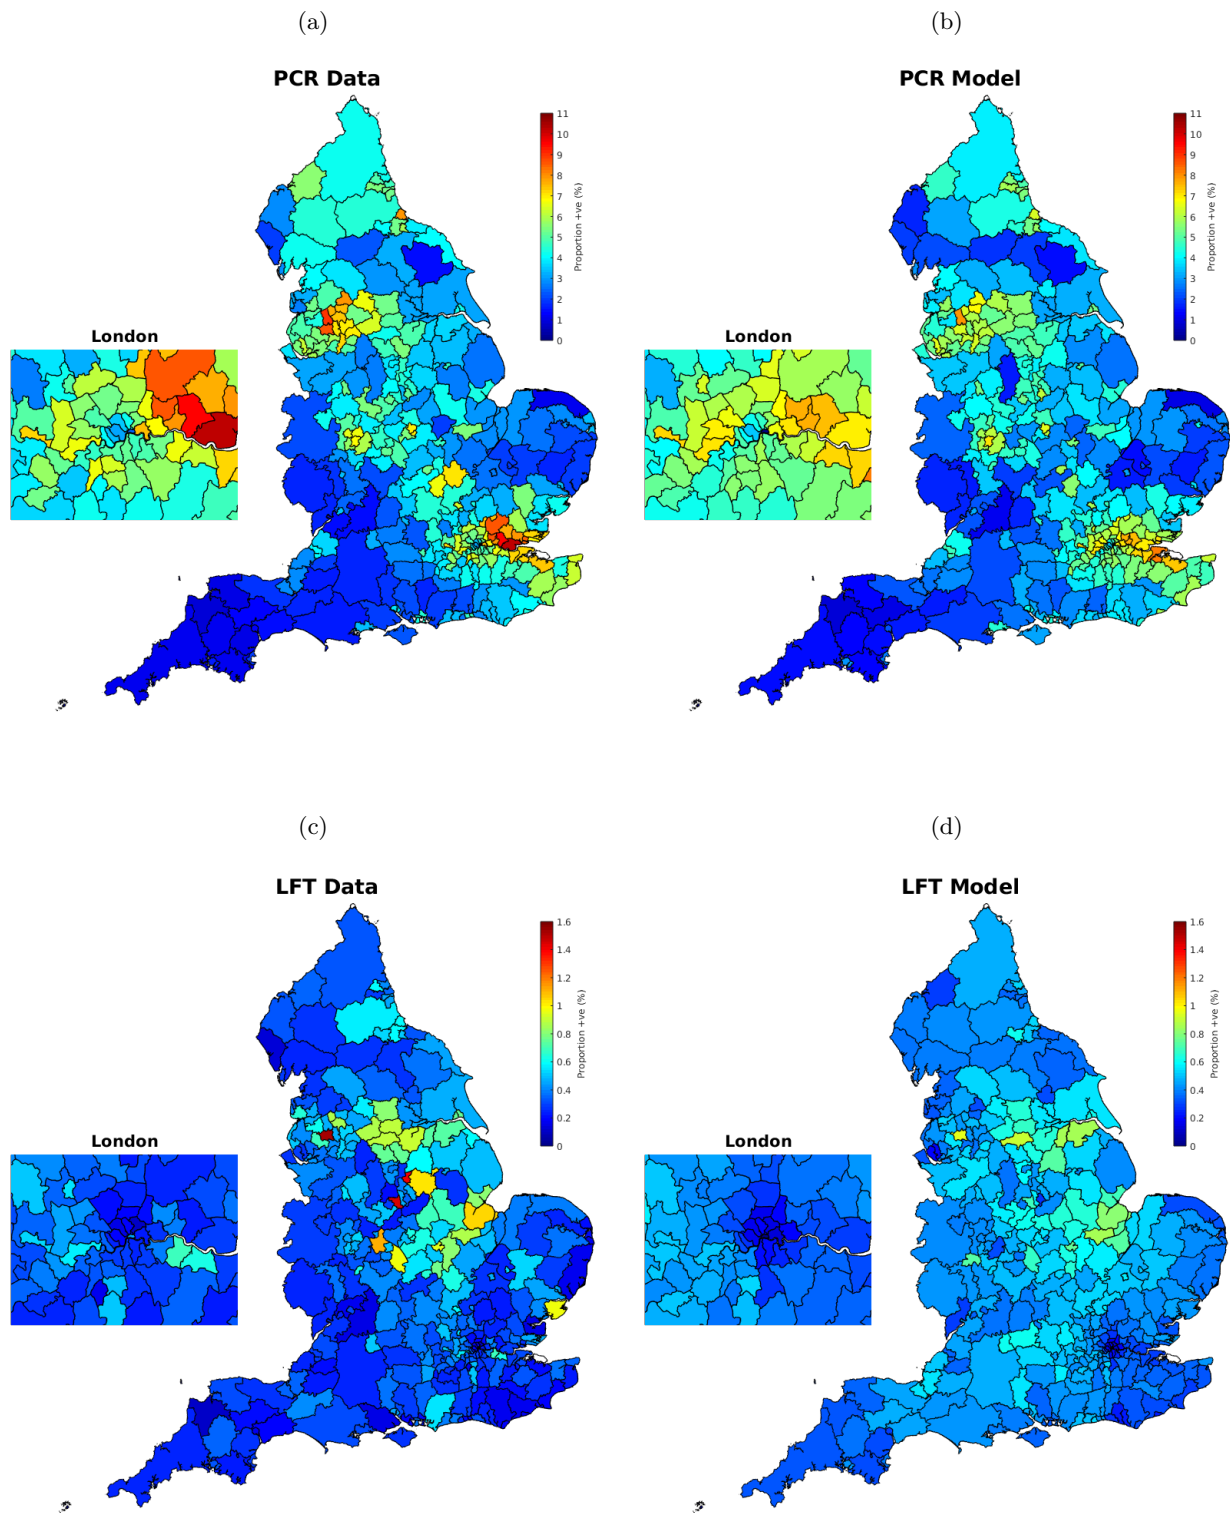 (a)
PCR Data
11
10
9
8
7
6
5
4
3
2
1
0
Proportion +ve (%)
London
(b)
PCR Model
11
10
9
8
7
6
5
4
3
2
1
0
Proportion +ve (%)
London
(c)
LFT Data
1.6
1.4
1.2
1
0.8
0.6
0.4
0.2
0
Proportion +ve (%)
London
(d)
LFT Model
1.6
1.4
1.2
1
0.8
0.6
0.4
0.2
0
Proportion +ve (%)
London